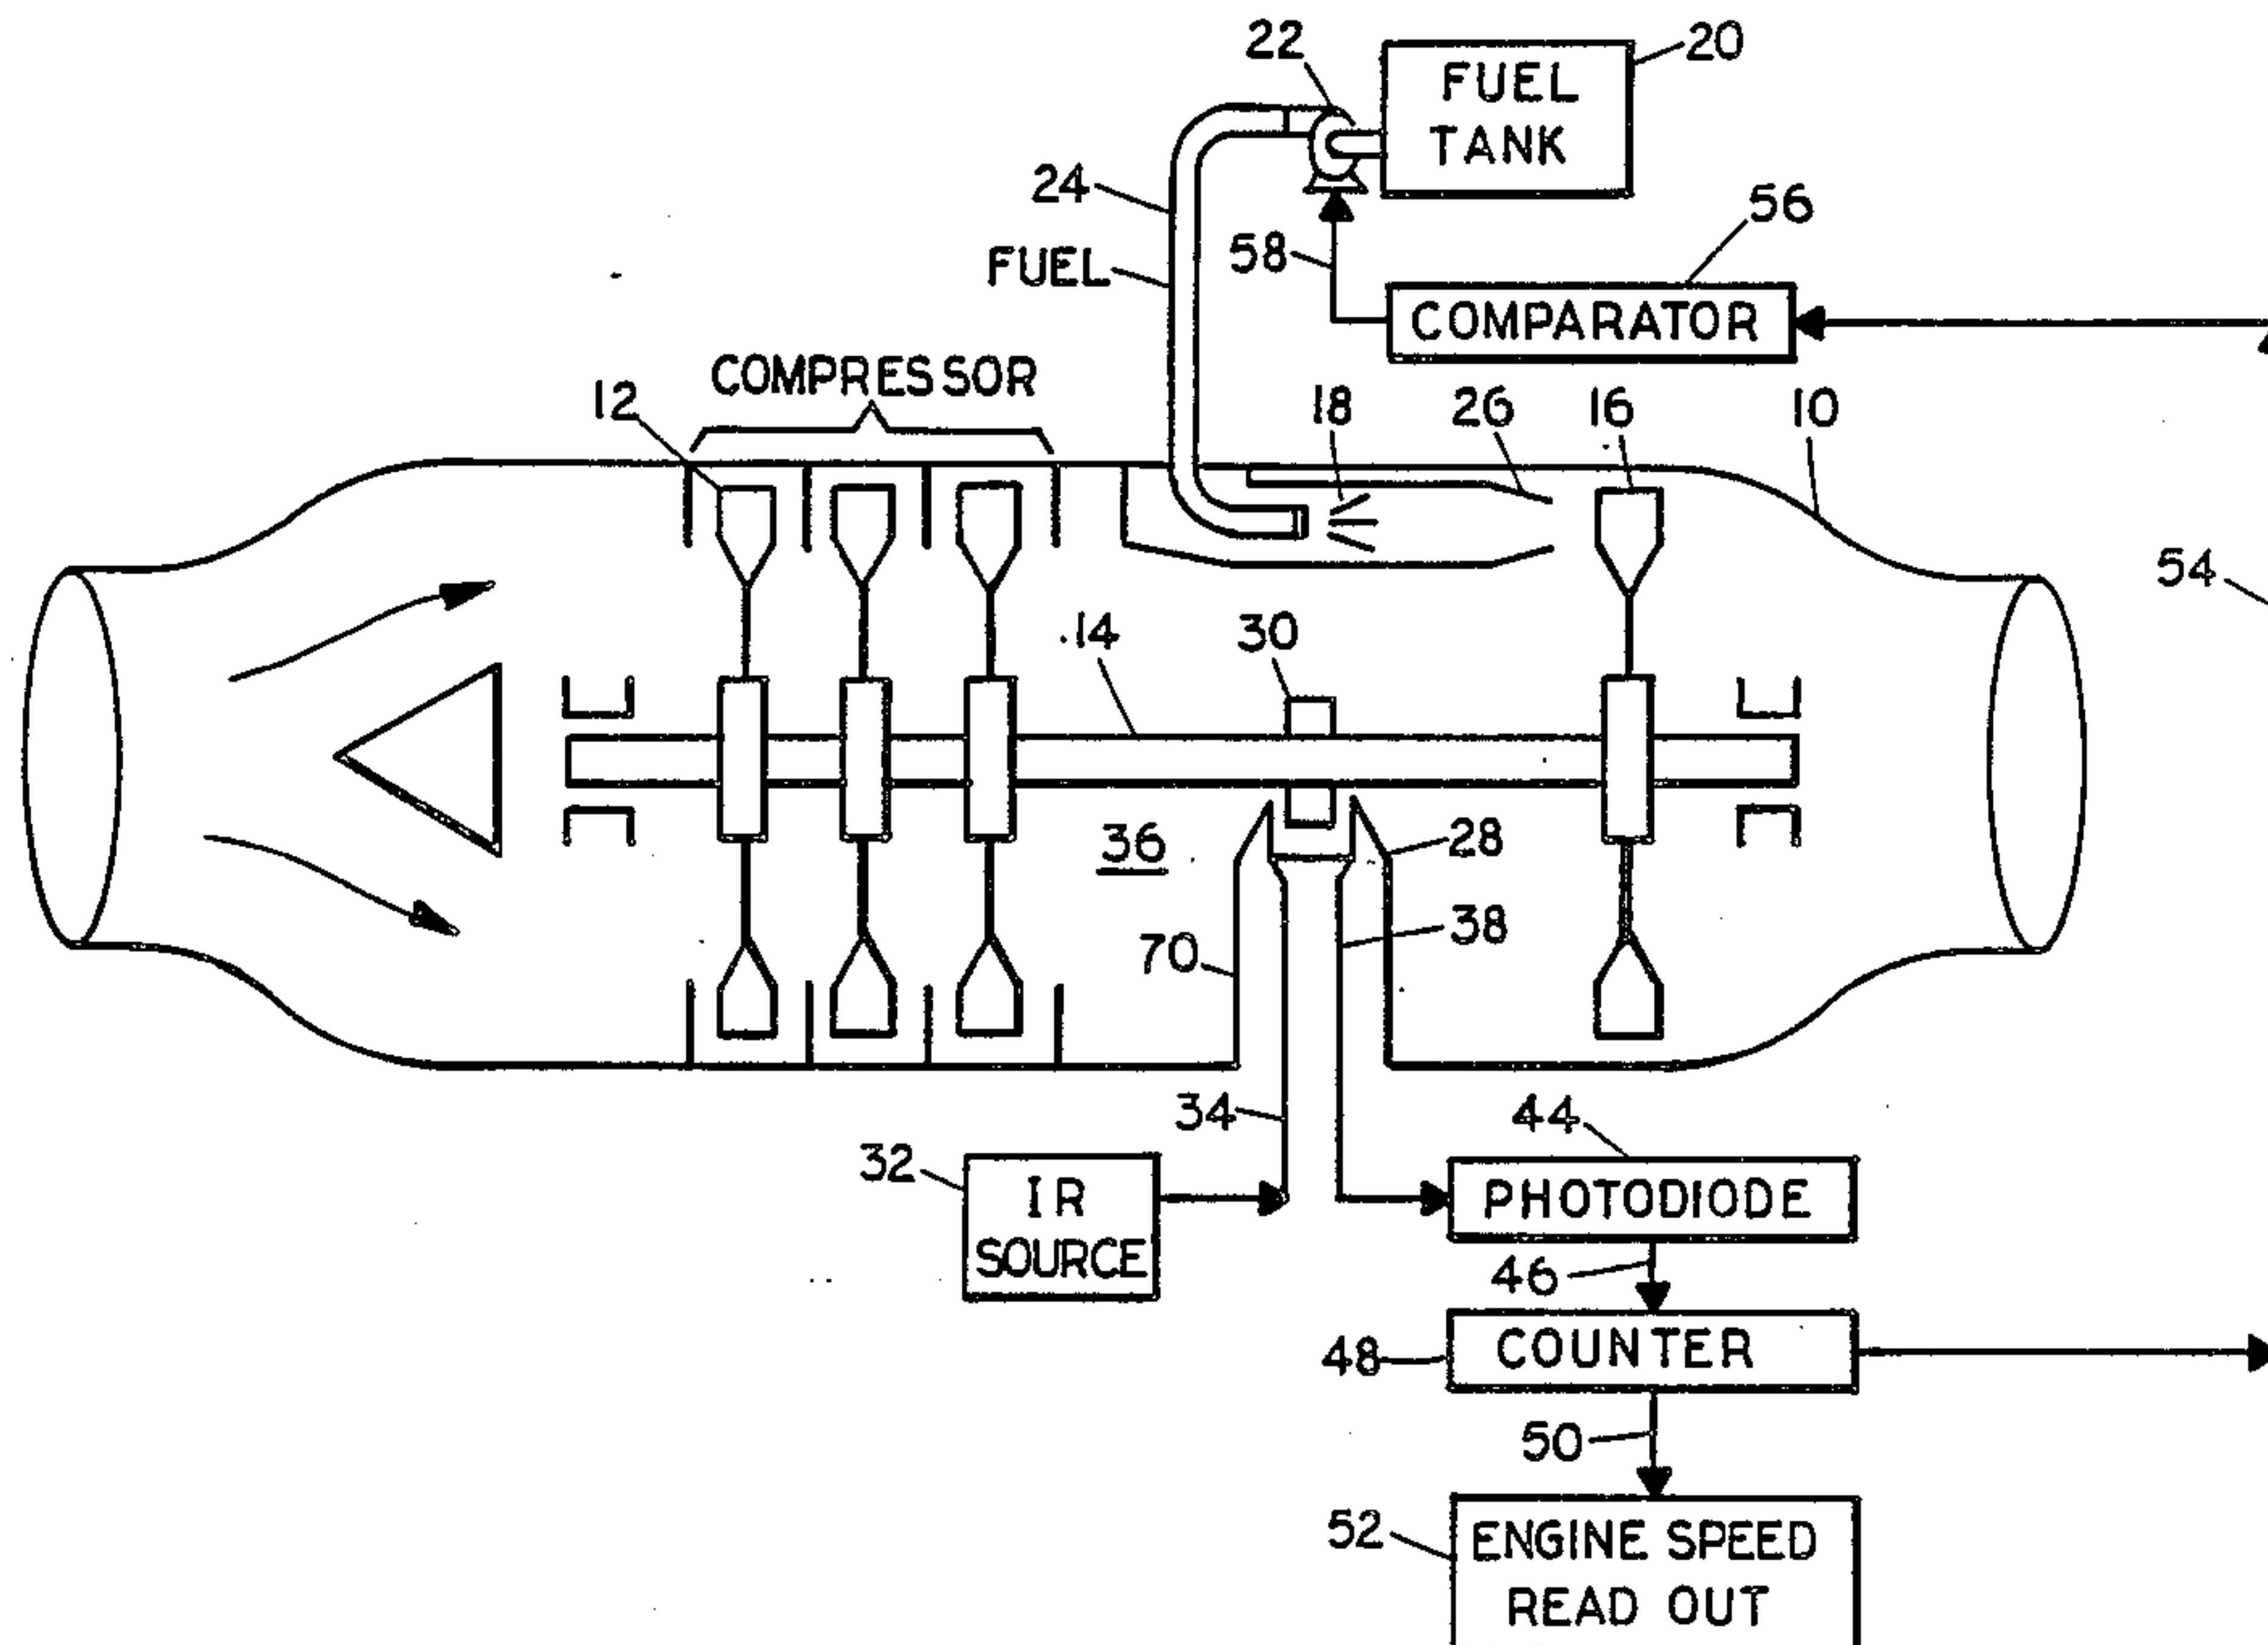 22
20
FUEL
TANK
24
56
58
FUEL
COMPARATOR
COMPRESSOR
12
18
26
16
10
54
14
30
36
28
38
70
34
44
32
IR
SOURCE
PHOTODIODE
46
48
COUNTER
50
52
ENGINE SPEED
READ OUT